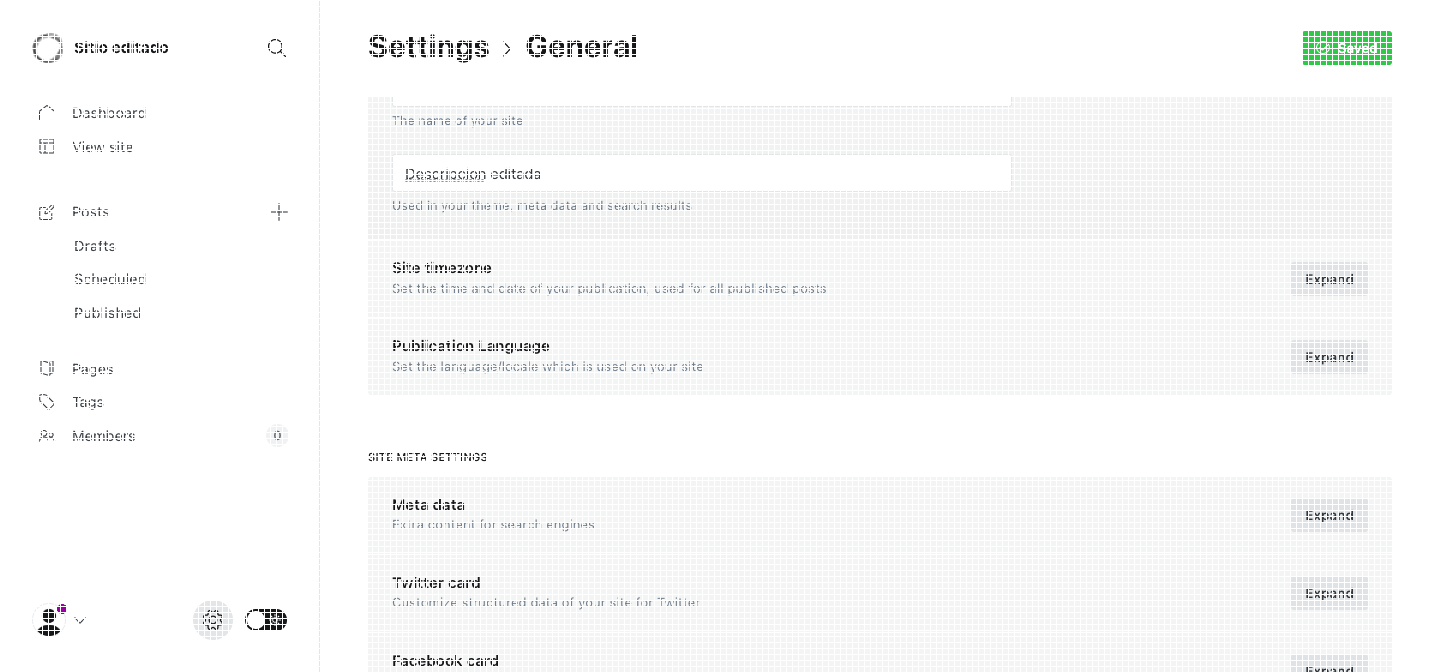 Sitio editado
Settings › General
Saved
Dashboard
View site
Posts
Drafts
Scheduled
Published
Pages
Tags
Members
0
The name of your site
Descripcion editada
Used in your theme, meta data and search results
Site timezone
Set the time and date of your publication, used for all published posts
Expand
Publication Language
Set the language/locale which is used on your site
Expand
SITE META SETTINGS
Meta data
Extra content for search engines
Expand
Twitter card
Customize structured data of your site for Twitter
Expand
Facebook card
Expand